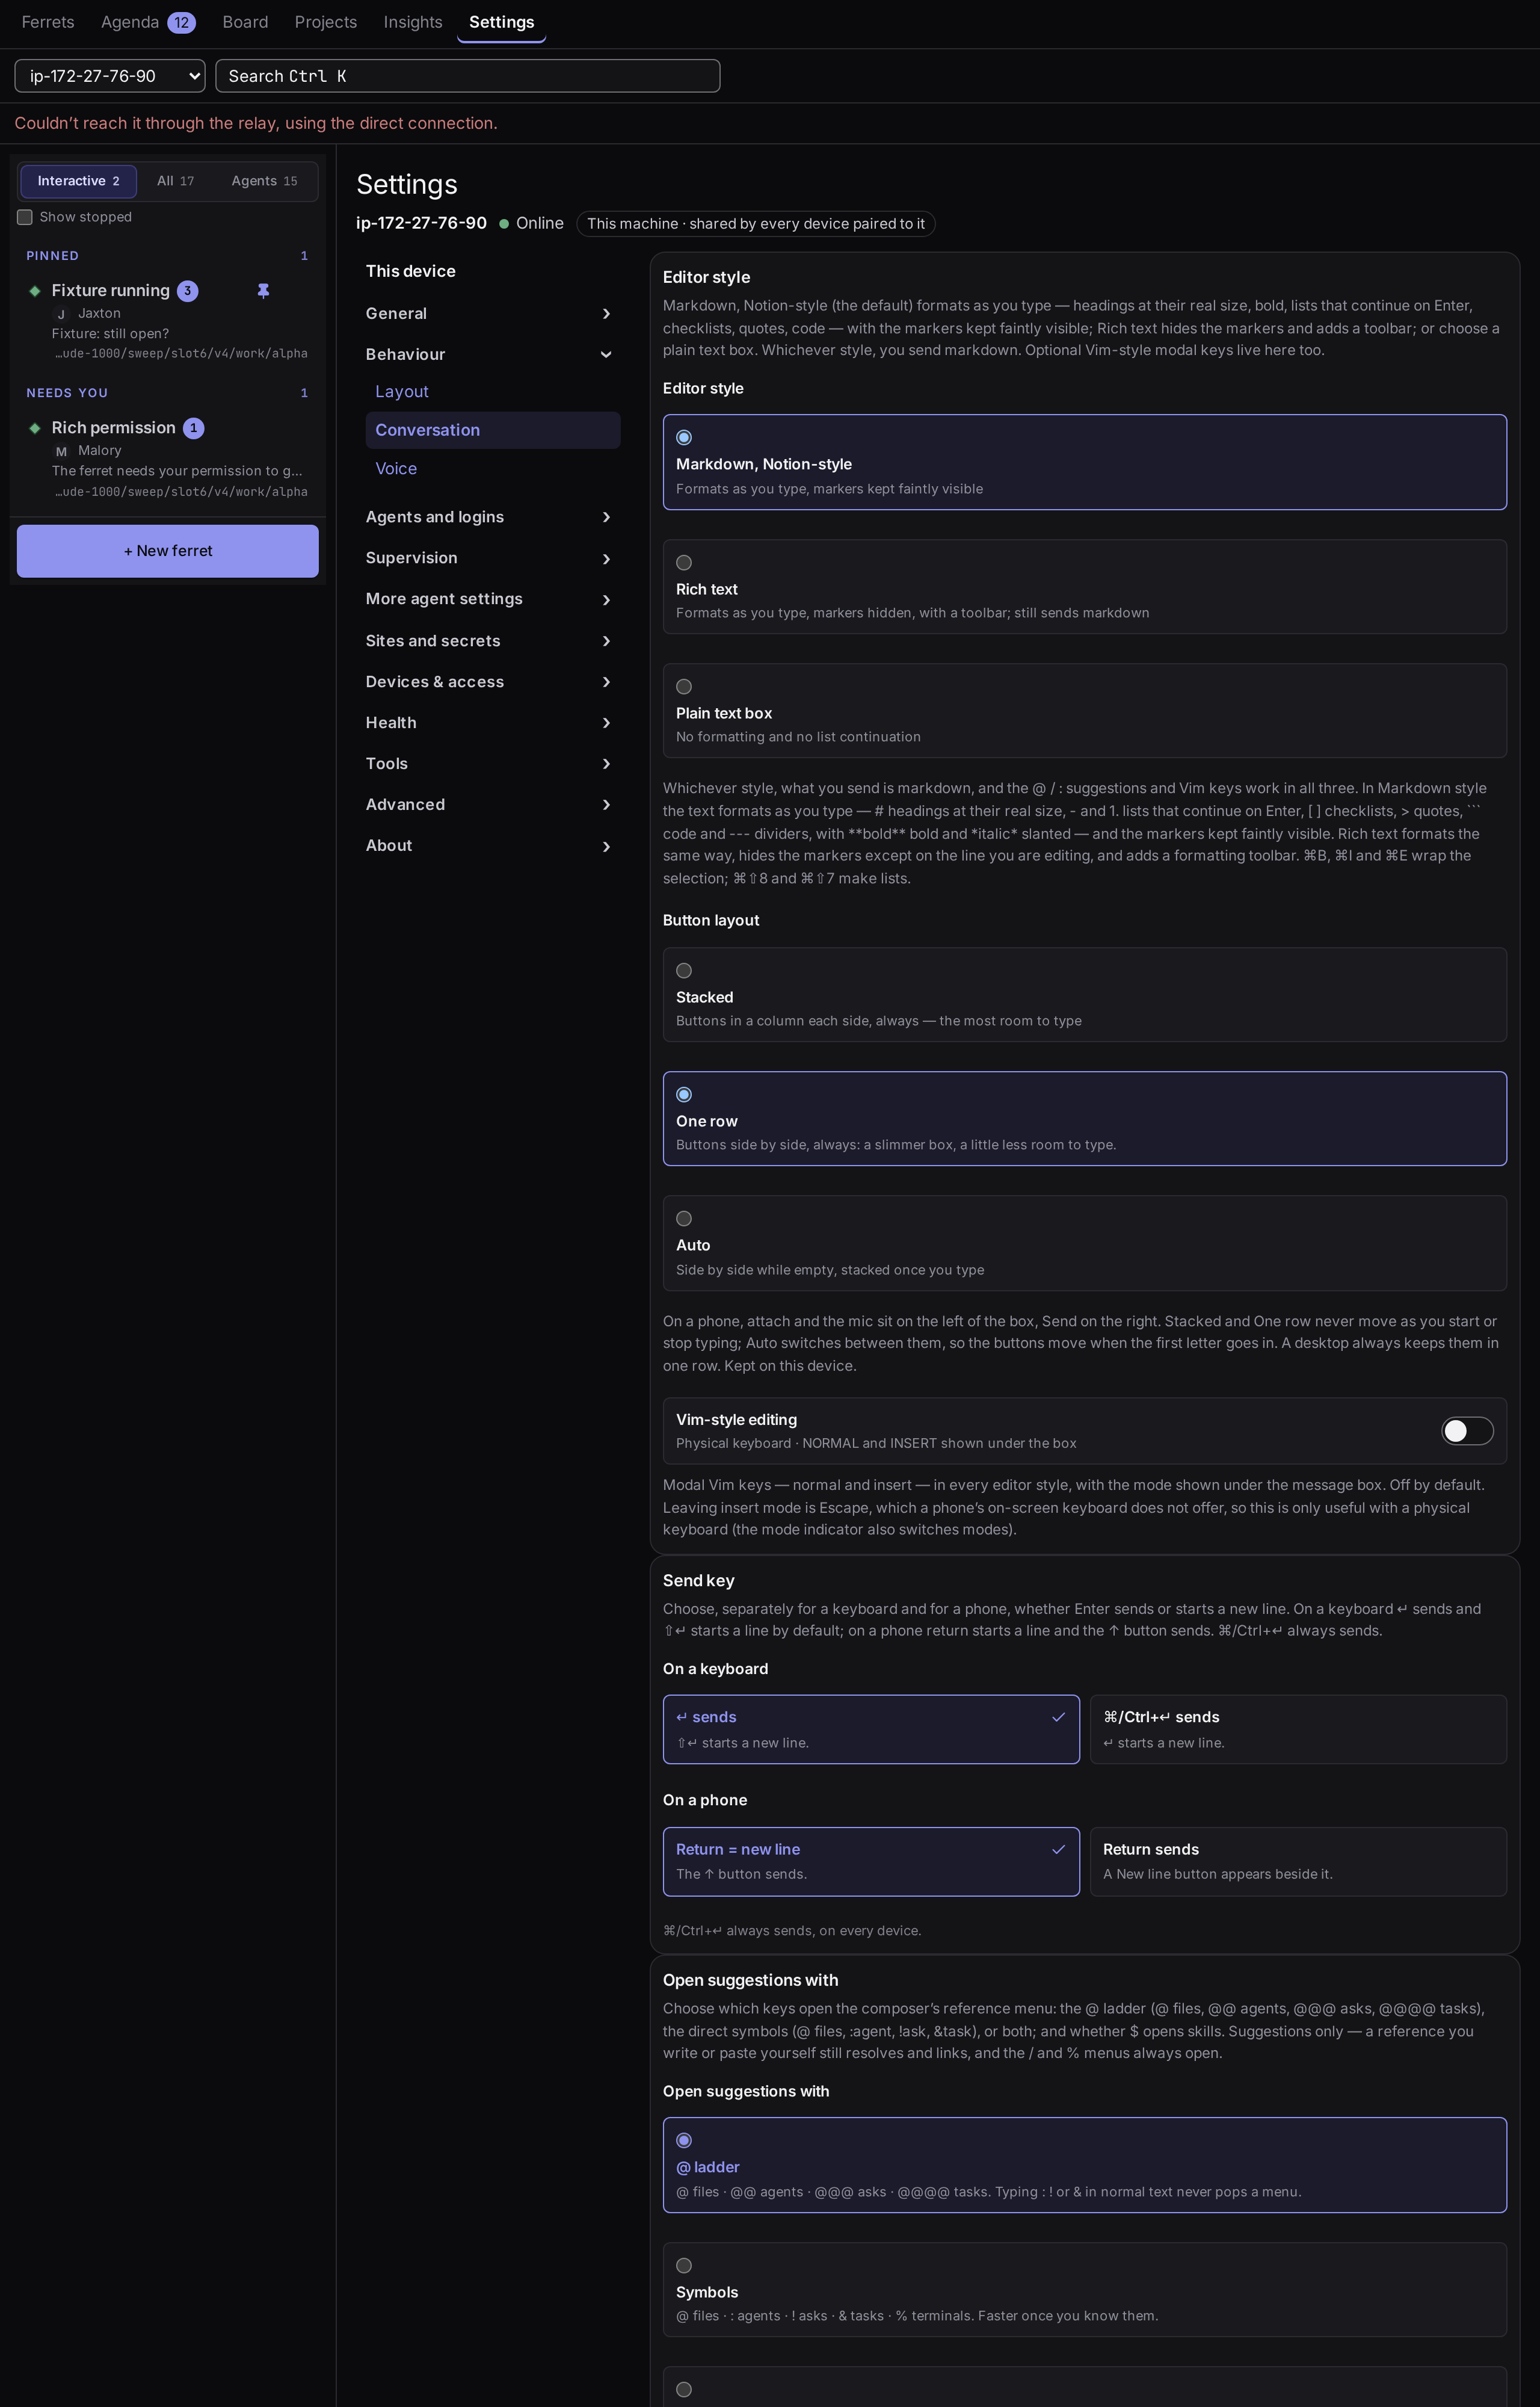 Ferrets Agenda 12 Board Projects Insights Settings
ip-172-27-76-90 Search Ctrl K
Couldn’t reach it through the relay, using the direct connection.
Interactive 2 All 17 Agents 15
Show stopped
PINNED 1
Fixture running 3
J Jaxton
Fixture: still open?
…ude-1000/sweep/slot6/v4/work/alpha
NEEDS YOU 1
Rich permission 1
M Malory
The ferret needs your permission to g…
…ude-1000/sweep/slot6/v4/work/alpha
+ New ferret
Settings
ip-172-27-76-90 Online This machine · shared by every device paired to it
This device
General
Behaviour
Layout
Conversation
Voice
Agents and logins
Supervision
More agent settings
Sites and secrets
Devices & access
Health
Tools
Advanced
About
Editor style
Markdown, Notion-style (the default) formats as you type — headings at their real size, bold, lists that continue on Enter,
checklists, quotes, code — with the markers kept faintly visible; Rich text hides the markers and adds a toolbar; or choose a
plain text box. Whichever style, you send markdown. Optional Vim-style modal keys live here too.
Editor style
Markdown, Notion-style
Formats as you type, markers kept faintly visible
Rich text
Formats as you type, markers hidden, with a toolbar; still sends markdown
Plain text box
No formatting and no list continuation
Whichever style, what you send is markdown, and the @ / : suggestions and Vim keys work in all three. In Markdown style
the text formats as you type — # headings at their real size, - and 1. lists that continue on Enter, [ ] checklists, > quotes, ```
code and --- dividers, with **bold** bold and *italic* slanted — and the markers kept faintly visible. Rich text formats the
same way, hides the markers except on the line you are editing, and adds a formatting toolbar. ⌘B, ⌘I and ⌘E wrap the
selection; ⌘⇧8 and ⌘⇧7 make lists.
Button layout
Stacked
Buttons in a column each side, always — the most room to type
One row
Buttons side by side, always: a slimmer box, a little less room to type.
Auto
Side by side while empty, stacked once you type
On a phone, attach and the mic sit on the left of the box, Send on the right. Stacked and One row never move as you start or
stop typing; Auto switches between them, so the buttons move when the first letter goes in. A desktop always keeps them in
one row. Kept on this device.
Vim-style editing
Physical keyboard · NORMAL and INSERT shown under the box
Modal Vim keys — normal and insert — in every editor style, with the mode shown under the message box. Off by default.
Leaving insert mode is Escape, which a phone’s on-screen keyboard does not offer, so this is only useful with a physical
keyboard (the mode indicator also switches modes).
Send key
Choose, separately for a keyboard and for a phone, whether Enter sends or starts a new line. On a keyboard ↵ sends and
⇧↵ starts a line by default; on a phone return starts a line and the ↑ button sends. ⌘/Ctrl+↵ always sends.
On a keyboard
↵ sends
⇧↵ starts a new line.
⌘/Ctrl+↵ sends
↵ starts a new line.
On a phone
Return = new line
The ↑ button sends.
Return sends
A New line button appears beside it.
⌘/Ctrl+↵ always sends, on every device.
Open suggestions with
Choose which keys open the composer’s reference menu: the @ ladder (@ files, @@ agents, @@@ asks, @@@@ tasks),
the direct symbols (@ files, :agent, !ask, &task), or both; and whether $ opens skills. Suggestions only — a reference you
write or paste yourself still resolves and links, and the / and % menus always open.
Open suggestions with
@ ladder
@ files · @@ agents · @@@ asks · @@@@ tasks. Typing : ! or & in normal text never pops a menu.
Symbols
@ files · : agents · ! asks · & tasks · % terminals. Faster once you know them.